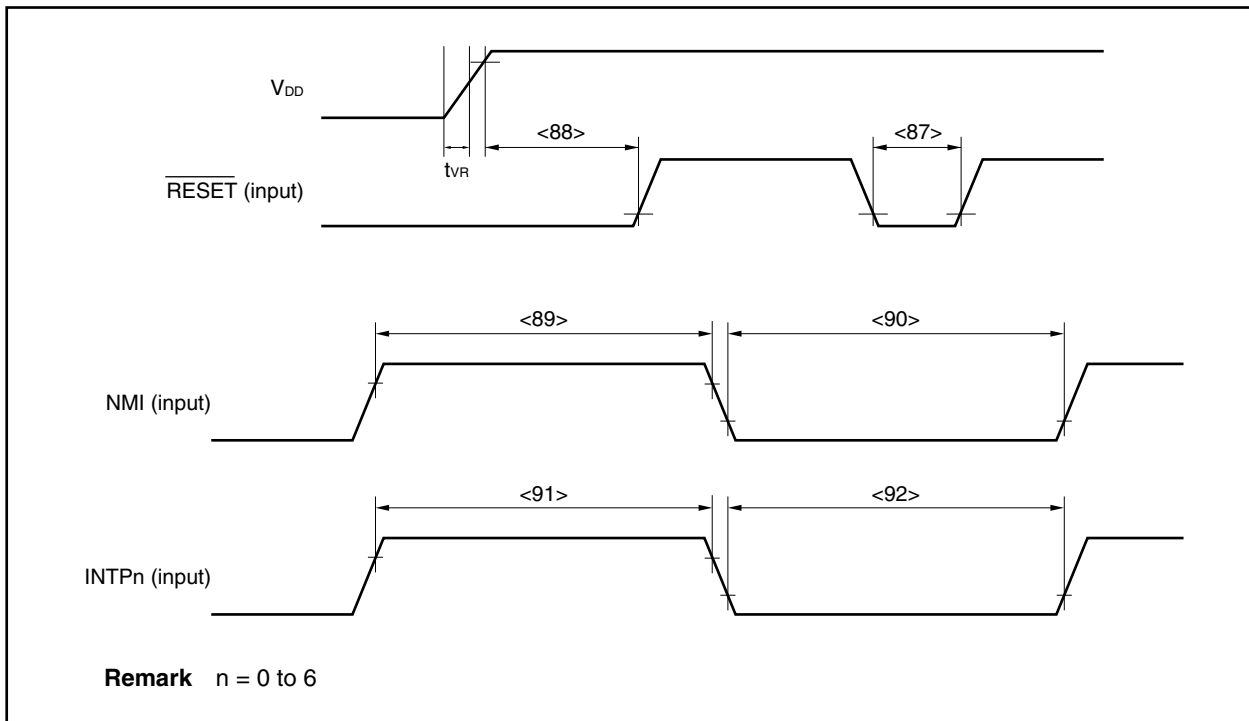 VDD
<88>
<87>
tVR
RESET (input)
<89>
<90>
NMI (input)
<91>
<92>
INTPn (input)
Remark n = 0 to 6